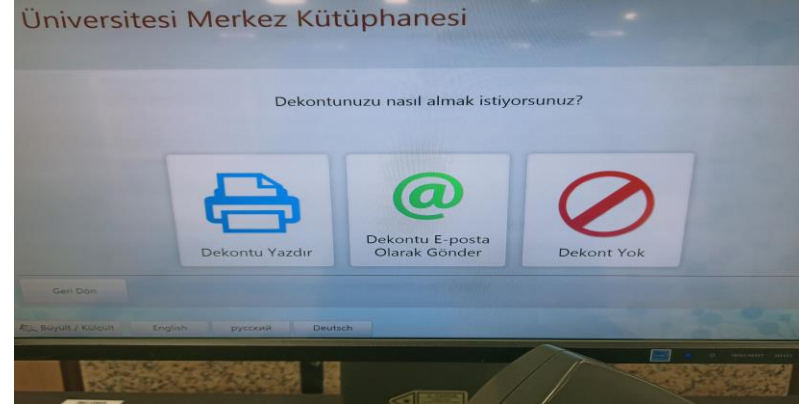 Üniversitesi Merkez Kütüphanesi
Dekontunuzu nasıl almak istiyorsunuz?
Dekontu Yazdır
Dekontu E-posta
Olarak Gönder
Dekont Yok
Geri Dön
Büyült / Küçült
English
русский
Deutsch